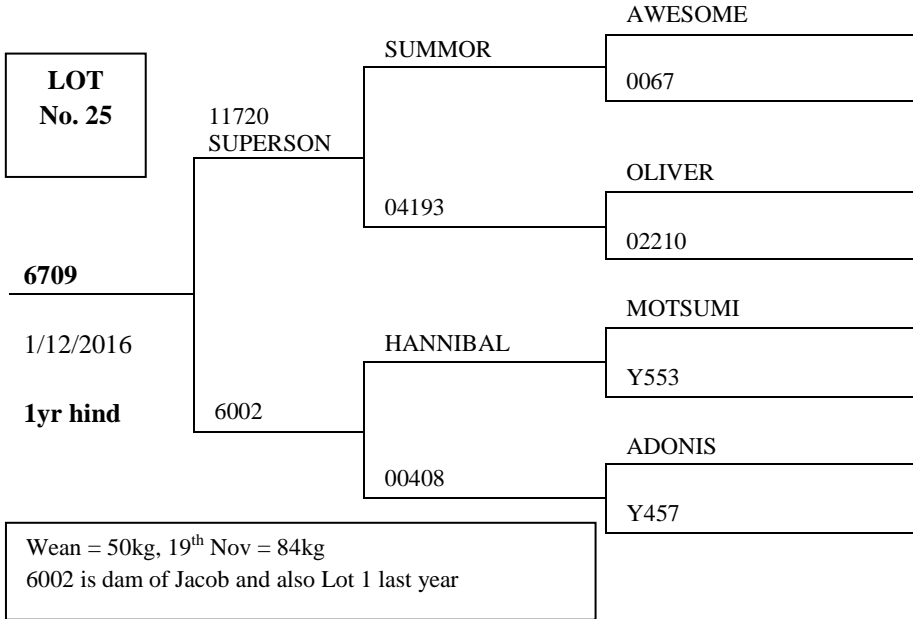 LOT
No. 25
6709
1/12/2016
1yr hind
11720
SUPERSON
6002
SUMMOR
04193
HANNIBAL
00408
AWESOME
0067
OLIVER
02210
MOTSUMI
Y553
ADONIS
Y457
Wean = 50kg, 19th Nov = 84kg
6002 is dam of Jacob and also Lot 1 last year